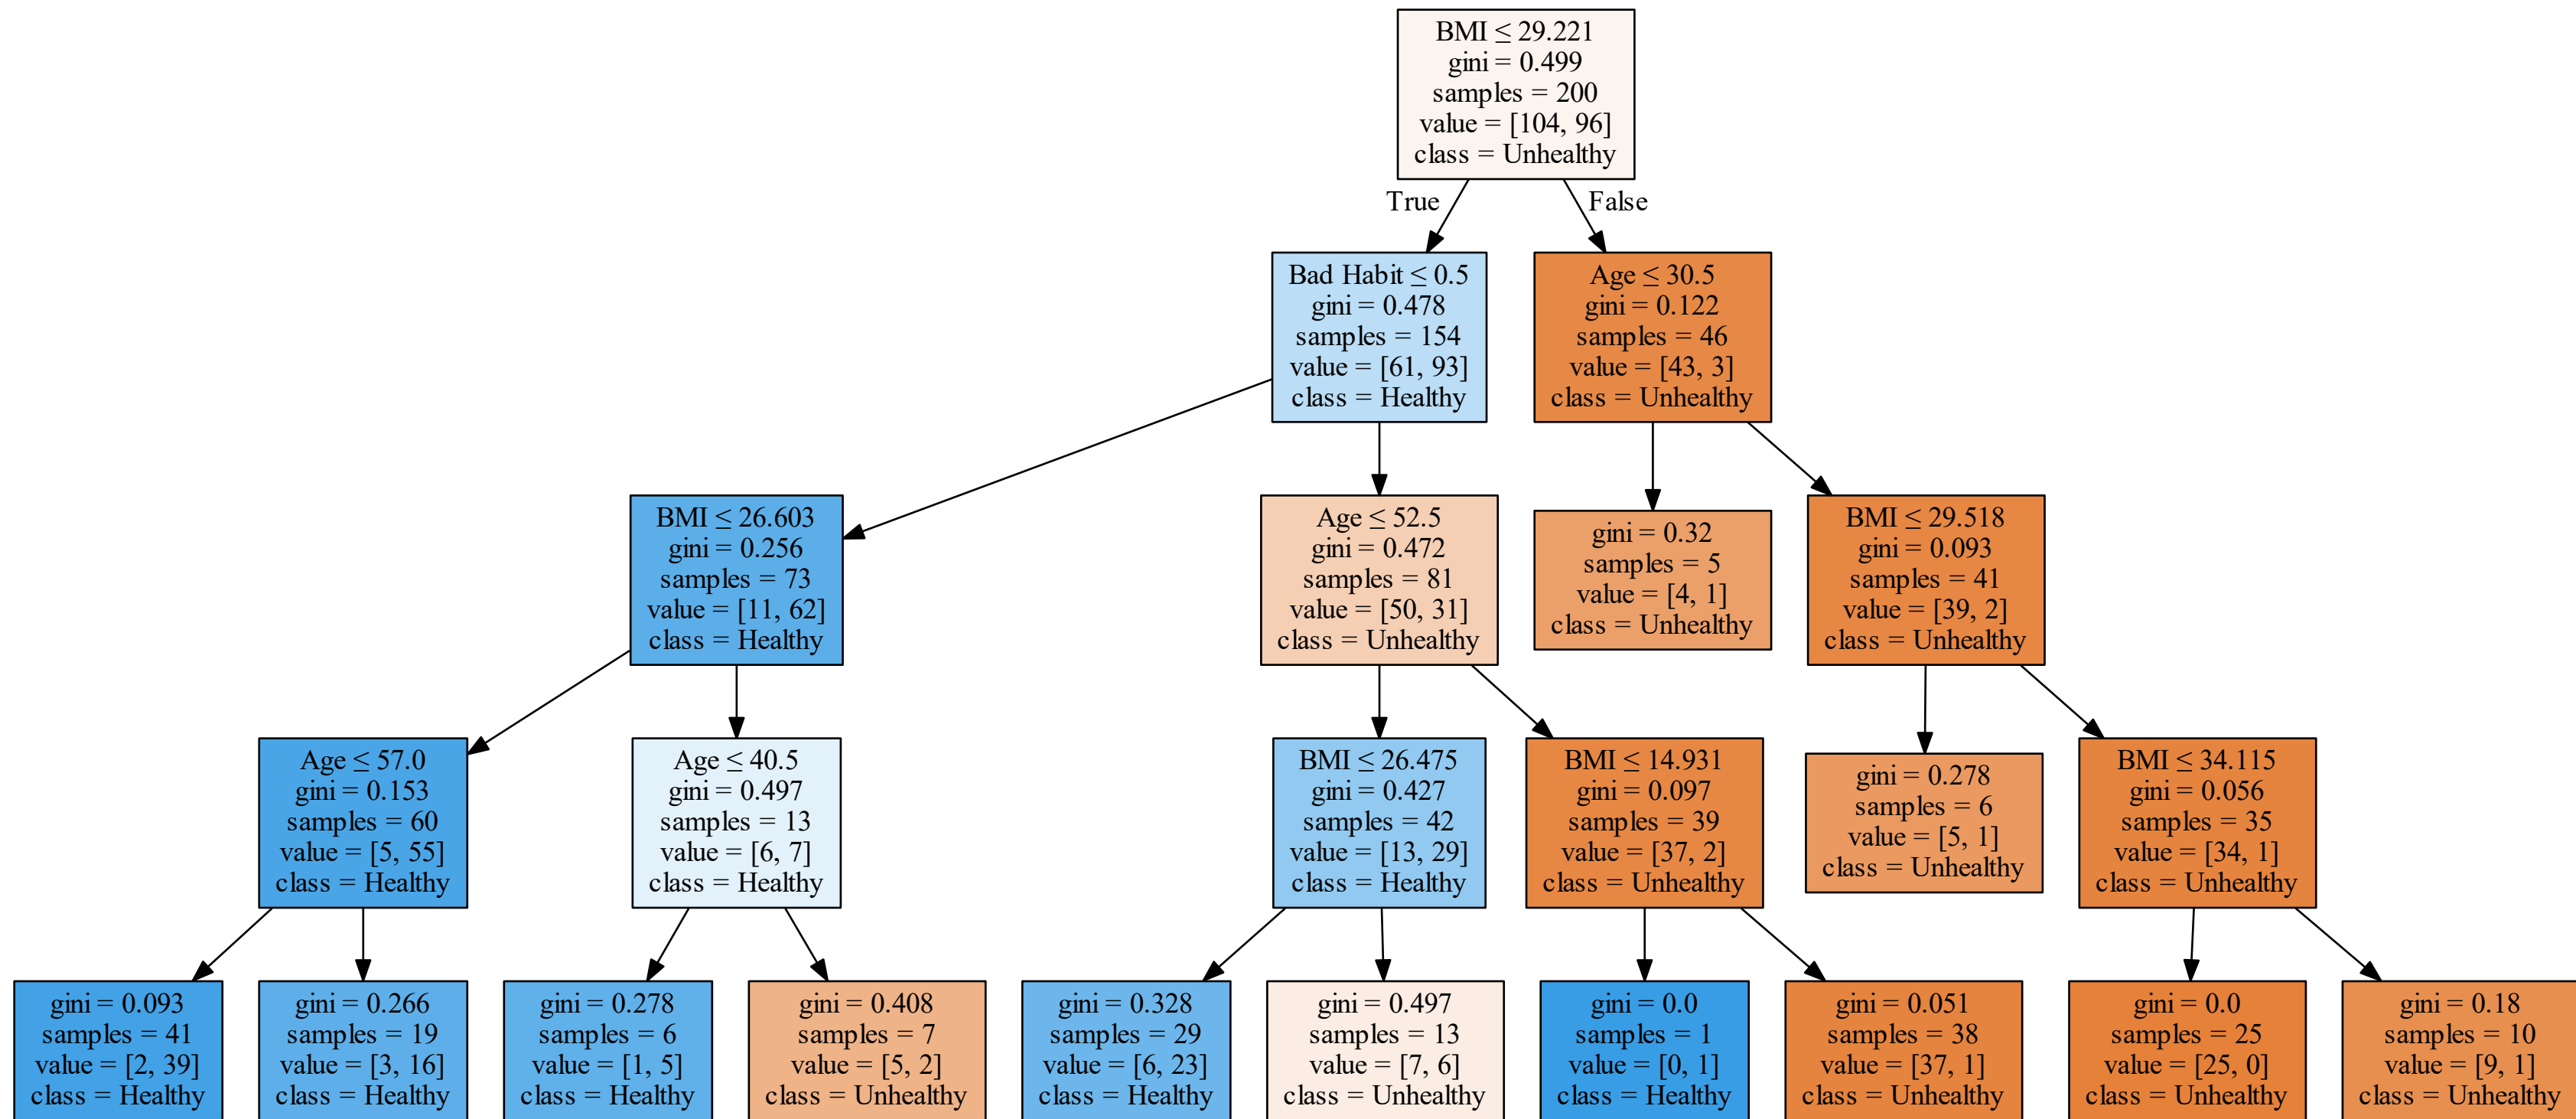 BMI ≤ 29.221
gini = 0.499
samples = 200
value = [104, 96]
class = Unhealthy
True
False
Bad Habit ≤ 0.5
gini = 0.478
samples = 154
value = [61, 93]
class = Healthy
Age ≤ 30.5
gini = 0.122
samples = 46
value = [43, 3]
class = Unhealthy
BMI ≤ 26.603
gini = 0.256
samples = 73
value = [11, 62]
class = Healthy
Age ≤ 52.5
gini = 0.472
samples = 81
value = [50, 31]
class = Unhealthy
gini = 0.32
samples = 5
value = [4, 1]
class = Unhealthy
BMI ≤ 29.518
gini = 0.093
samples = 41
value = [39, 2]
class = Unhealthy
Age ≤ 57.0
gini = 0.153
samples = 60
value = [5, 55]
class = Healthy
Age ≤ 40.5
gini = 0.497
samples = 13
value = [6, 7]
class = Healthy
BMI ≤ 26.475
gini = 0.427
samples = 42
value = [13, 29]
class = Healthy
BMI ≤ 14.931
gini = 0.097
samples = 39
value = [37, 2]
class = Unhealthy
gini = 0.278
samples = 6
value = [5, 1]
class = Unhealthy
BMI ≤ 34.115
gini = 0.056
samples = 35
value = [34, 1]
class = Unhealthy
gini = 0.093
samples = 41
value = [2, 39]
class = Healthy
gini = 0.266
samples = 19
value = [3, 16]
class = Healthy
gini = 0.278
samples = 6
value = [1, 5]
class = Healthy
gini = 0.408
samples = 7
value = [5, 2]
class = Unhealthy
gini = 0.328
samples = 29
value = [6, 23]
class = Healthy
gini = 0.497
samples = 13
value = [7, 6]
class = Unhealthy
gini = 0.0
samples = 1
value = [0, 1]
class = Healthy
gini = 0.051
samples = 38
value = [37, 1]
class = Unhealthy
gini = 0.0
samples = 25
value = [25, 0]
class = Unhealthy
gini = 0.18
samples = 10
value = [9, 1]
class = Unhealthy